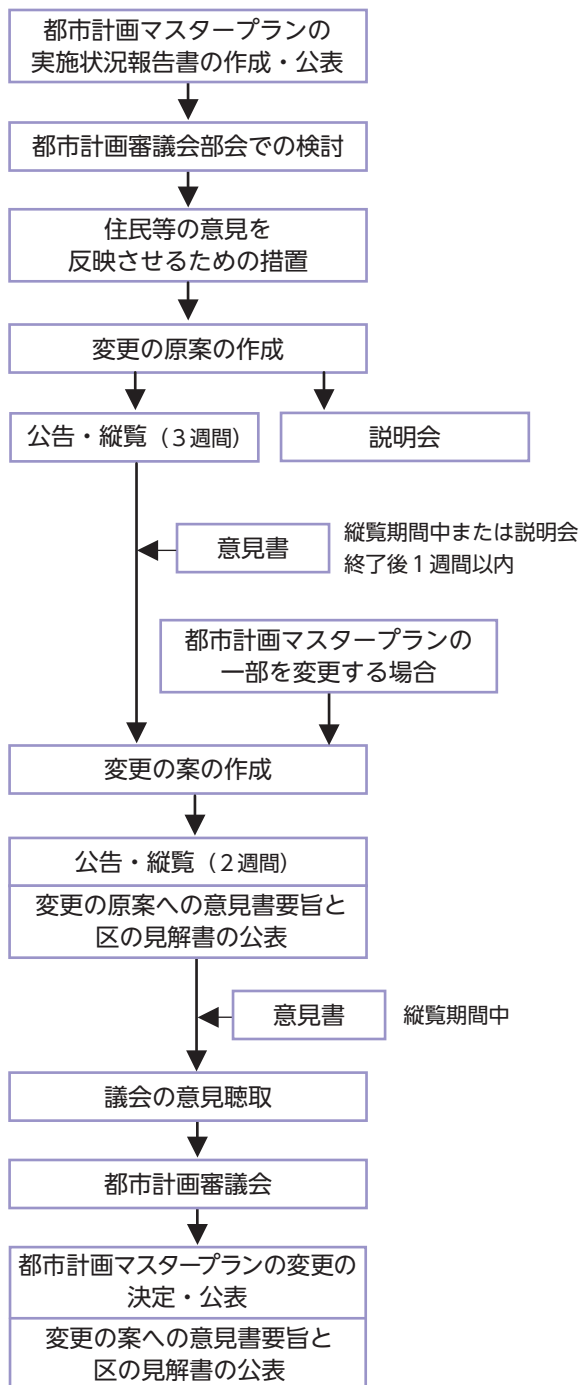 都市計画マスタープランの
実施状況報告書の作成・公表
都市計画審議会部会での検討
住民等の意見を
反映させるための措置
変更の原案の作成
公告・縦覧（３週間）
説明会
意見書
縦覧期間中または説明会
終了後１週間以内
都市計画マスタープランの
一部を変更する場合
変更の案の作成
公告・縦覧（２週間）
変更の原案への意見書要旨と
区の見解書の公表
意見書
縦覧期間中
議会の意見聴取
都市計画審議会
都市計画マスタープランの変更の
決定・公表
変更の案への意見書要旨と
区の見解書の公表